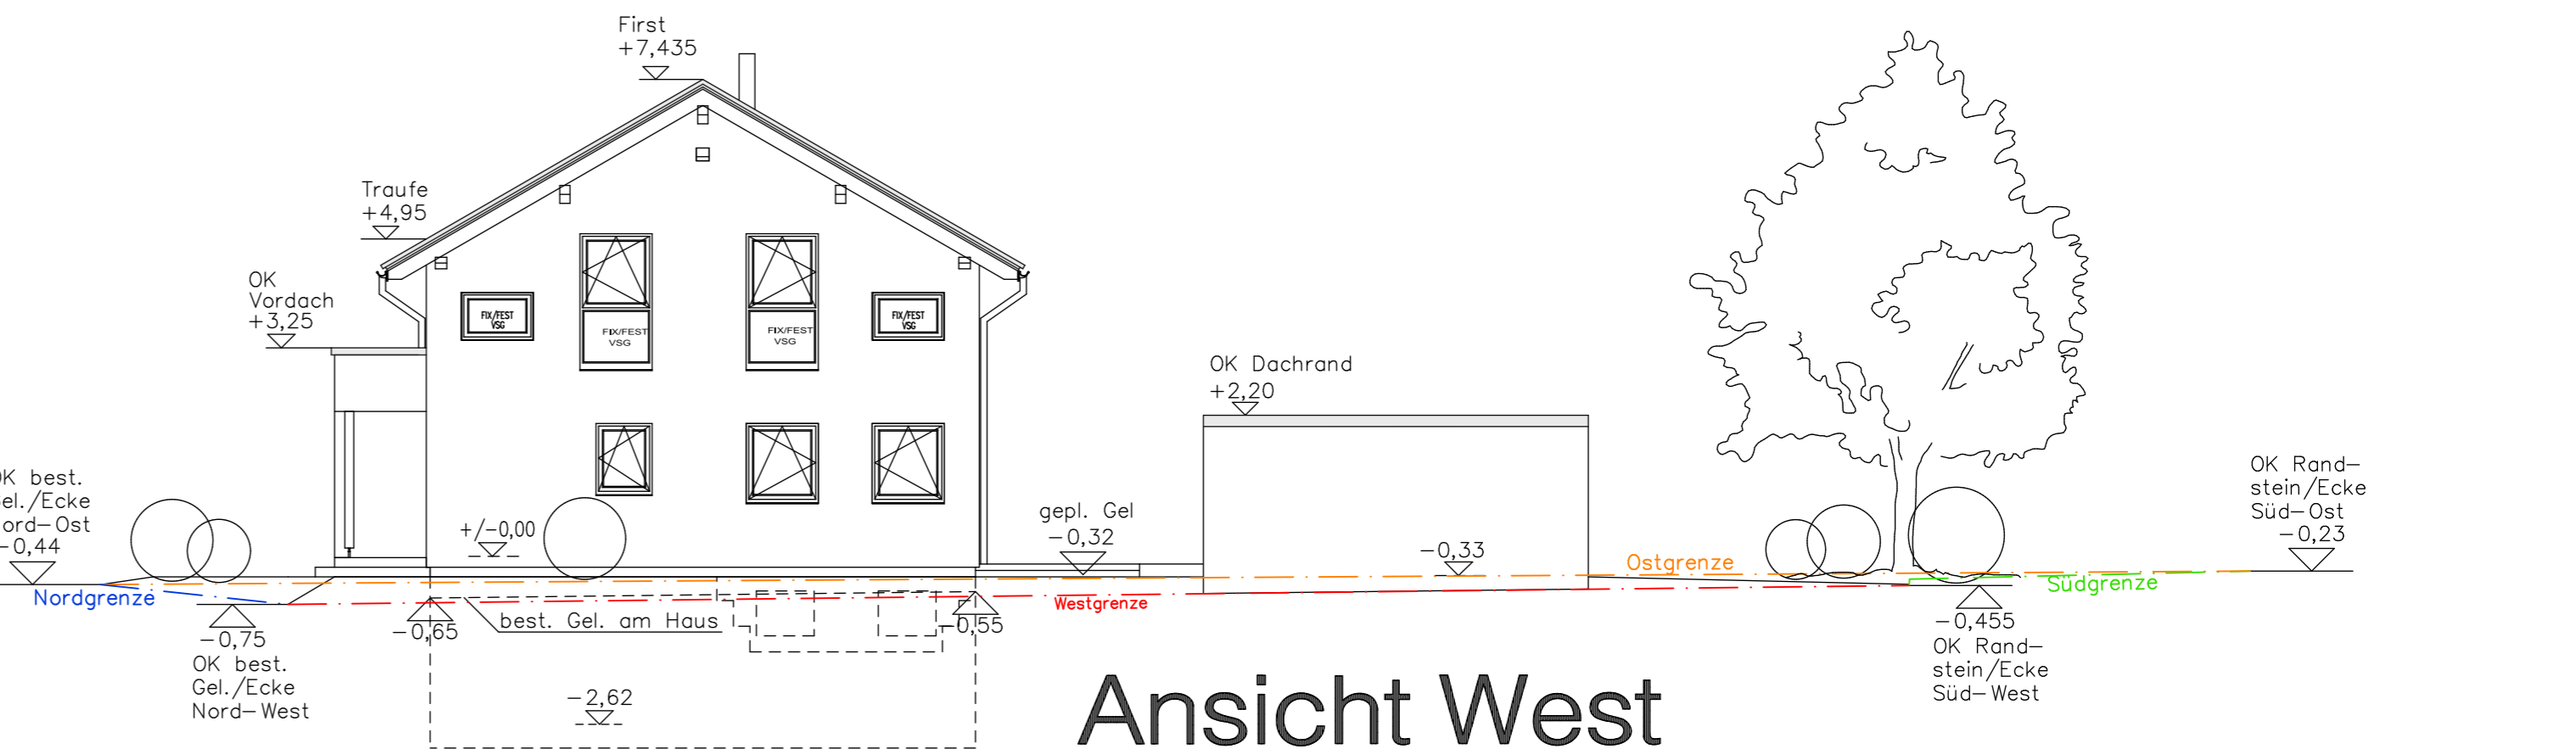 First
+7,435
Traufe
+4,95
OK
Vordach
+3,25
FIX/FEST
VSG
FIX/FEST
VSG
FIX/FEST
VSG
FIX/FEST
VSG
OK Dachrand
+2,20
best.
-0,44
+/-0,00
gepl. Gel
-0,32
-0,33
Ostgrenze
OK Rand-
stein/Ecke
Süd-Ost
-0,23
Nordgrenze
Westgrenze
Südgrenze
-0,75
OK best.
Gel./Ecke
Nord-West
-0,65
best. Gel. am Haus
-0,55
-0,455
OK Rand-
stein/Ecke
Süd-West
-2,62
Ansicht West